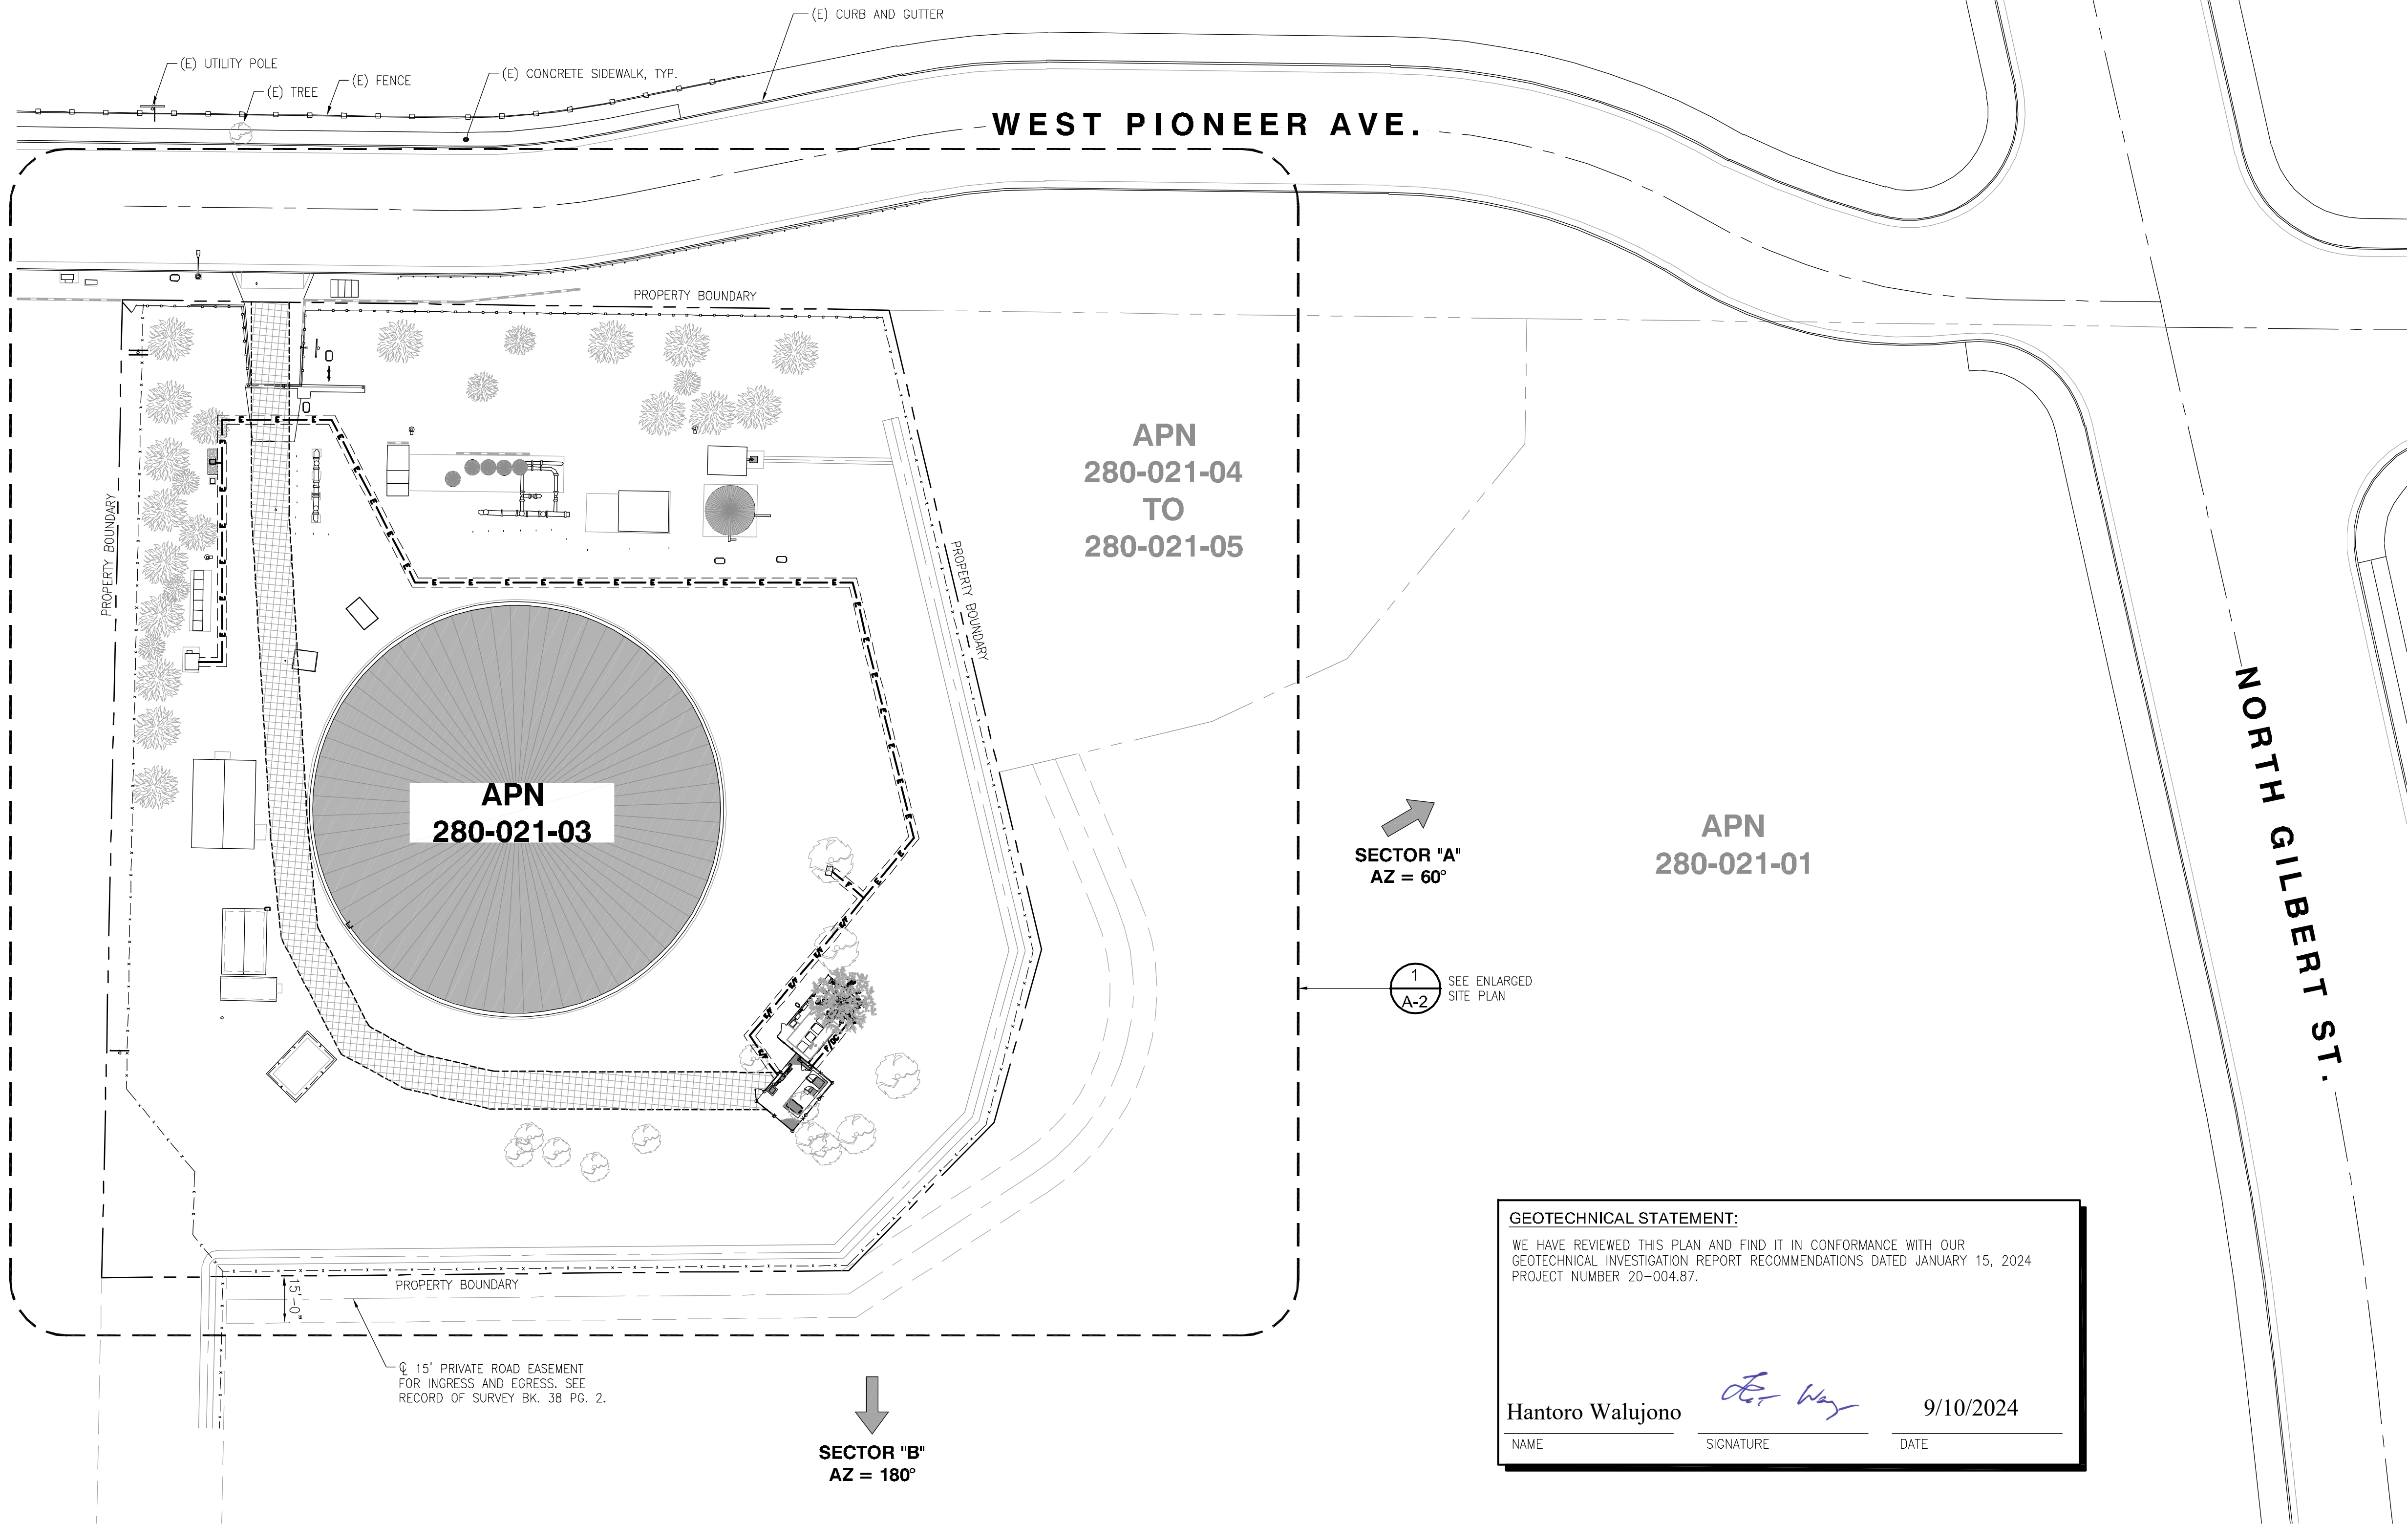 (E) CURB AND GUTTER
(E) UTILITY POLE
(E) TREE
(E) FENCE
(E) CONCRETE SIDEWALK, TYP.
WEST PIONEER AVE.
PROPERTY BOUNDARY
PROPERTY BOUNDARY
PROPERTY BOUNDARY
APN
280-021-04
TO
280-021-05
APN
280-021-03
SECTOR "A"
AZ = 60°
APN
280-021-01
NORTH GILBERT ST.
1
A-2
SEE ENLARGED
SITE PLAN
PROPERTY BOUNDARY
15'-0"
℄ 15' PRIVATE ROAD EASEMENT
FOR INGRESS AND EGRESS. SEE
RECORD OF SURVEY BK. 38 PG. 2.
SECTOR "B"
AZ = 180°
GEOTECHNICAL STATEMENT:
WE HAVE REVIEWED THIS PLAN AND FIND IT IN CONFORMANCE WITH OUR
GEOTECHNICAL INVESTIGATION REPORT RECOMMENDATIONS DATED JANUARY 15, 2024
PROJECT NUMBER 20-004.87.
Hantoro Walujono
9/10/2024
NAME
SIGNATURE
DATE